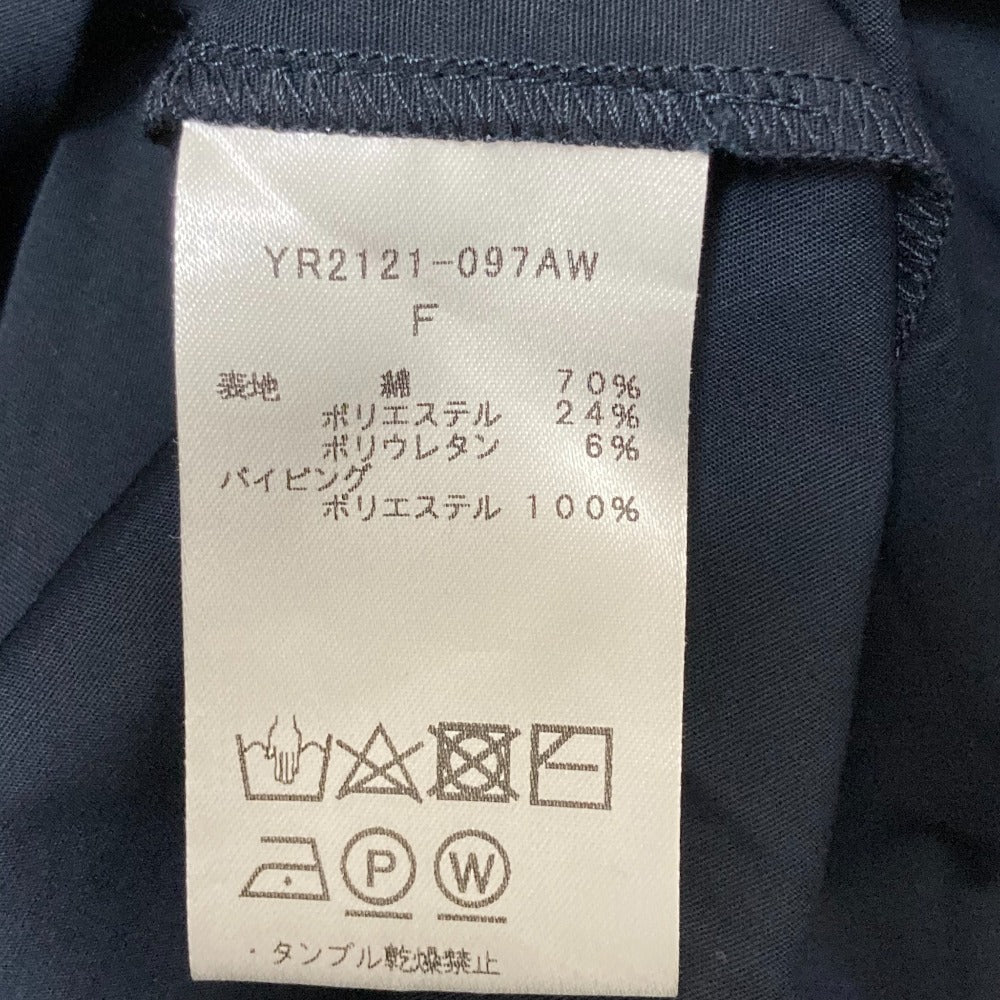 YR2121-097AW
F
表地 綿 70%
ポリエステル 24%
ポリウレタン 6%
パイピング
ポリエステル 100%
P W
・タンブル乾燥禁止